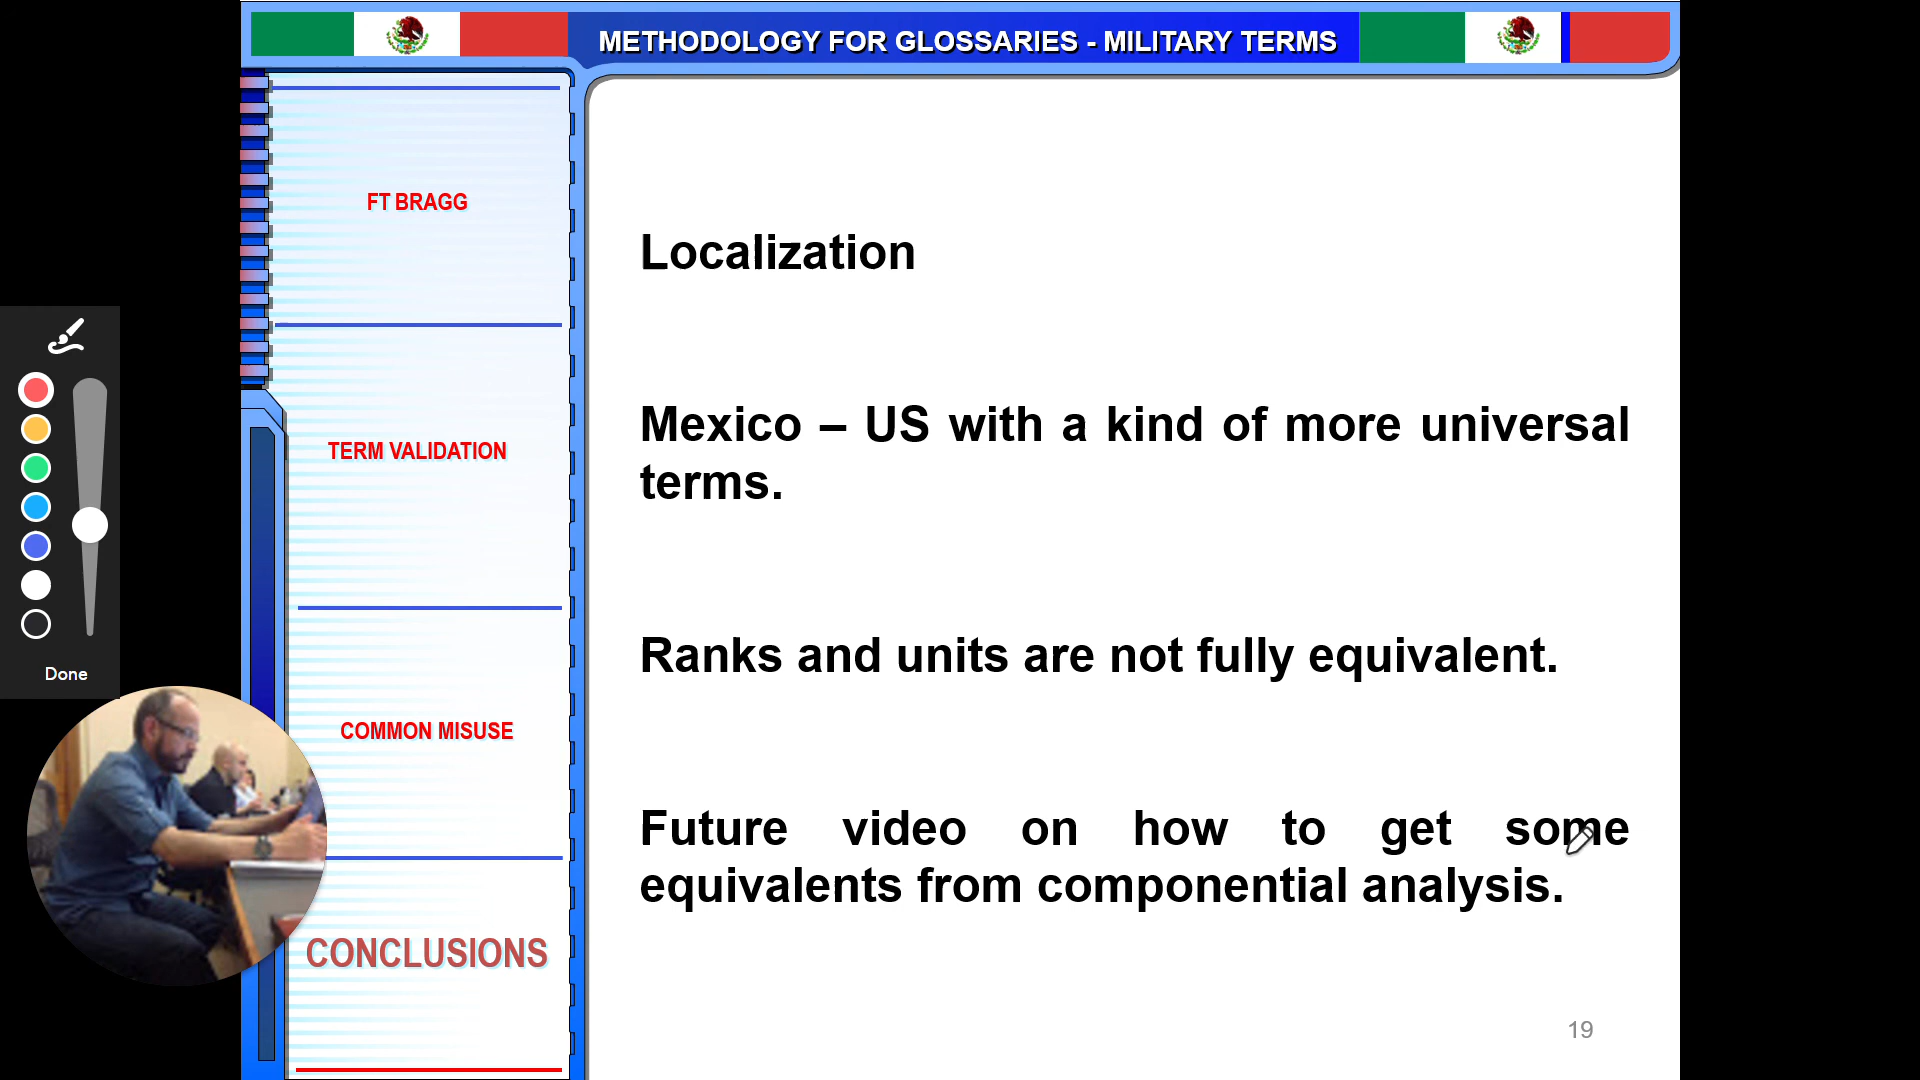 METHODOLOGY FOR GLOSSARIES - MILITARY TERMS
FT BRAGG
TERM VALIDATION
COMMON MISUSE
CONCLUSIONS
Localization
Mexico – US with a kind of more universal
terms.
Ranks and units are not fully equivalent.
Future video on how to get some
equivalents from componential analysis.
19
Done